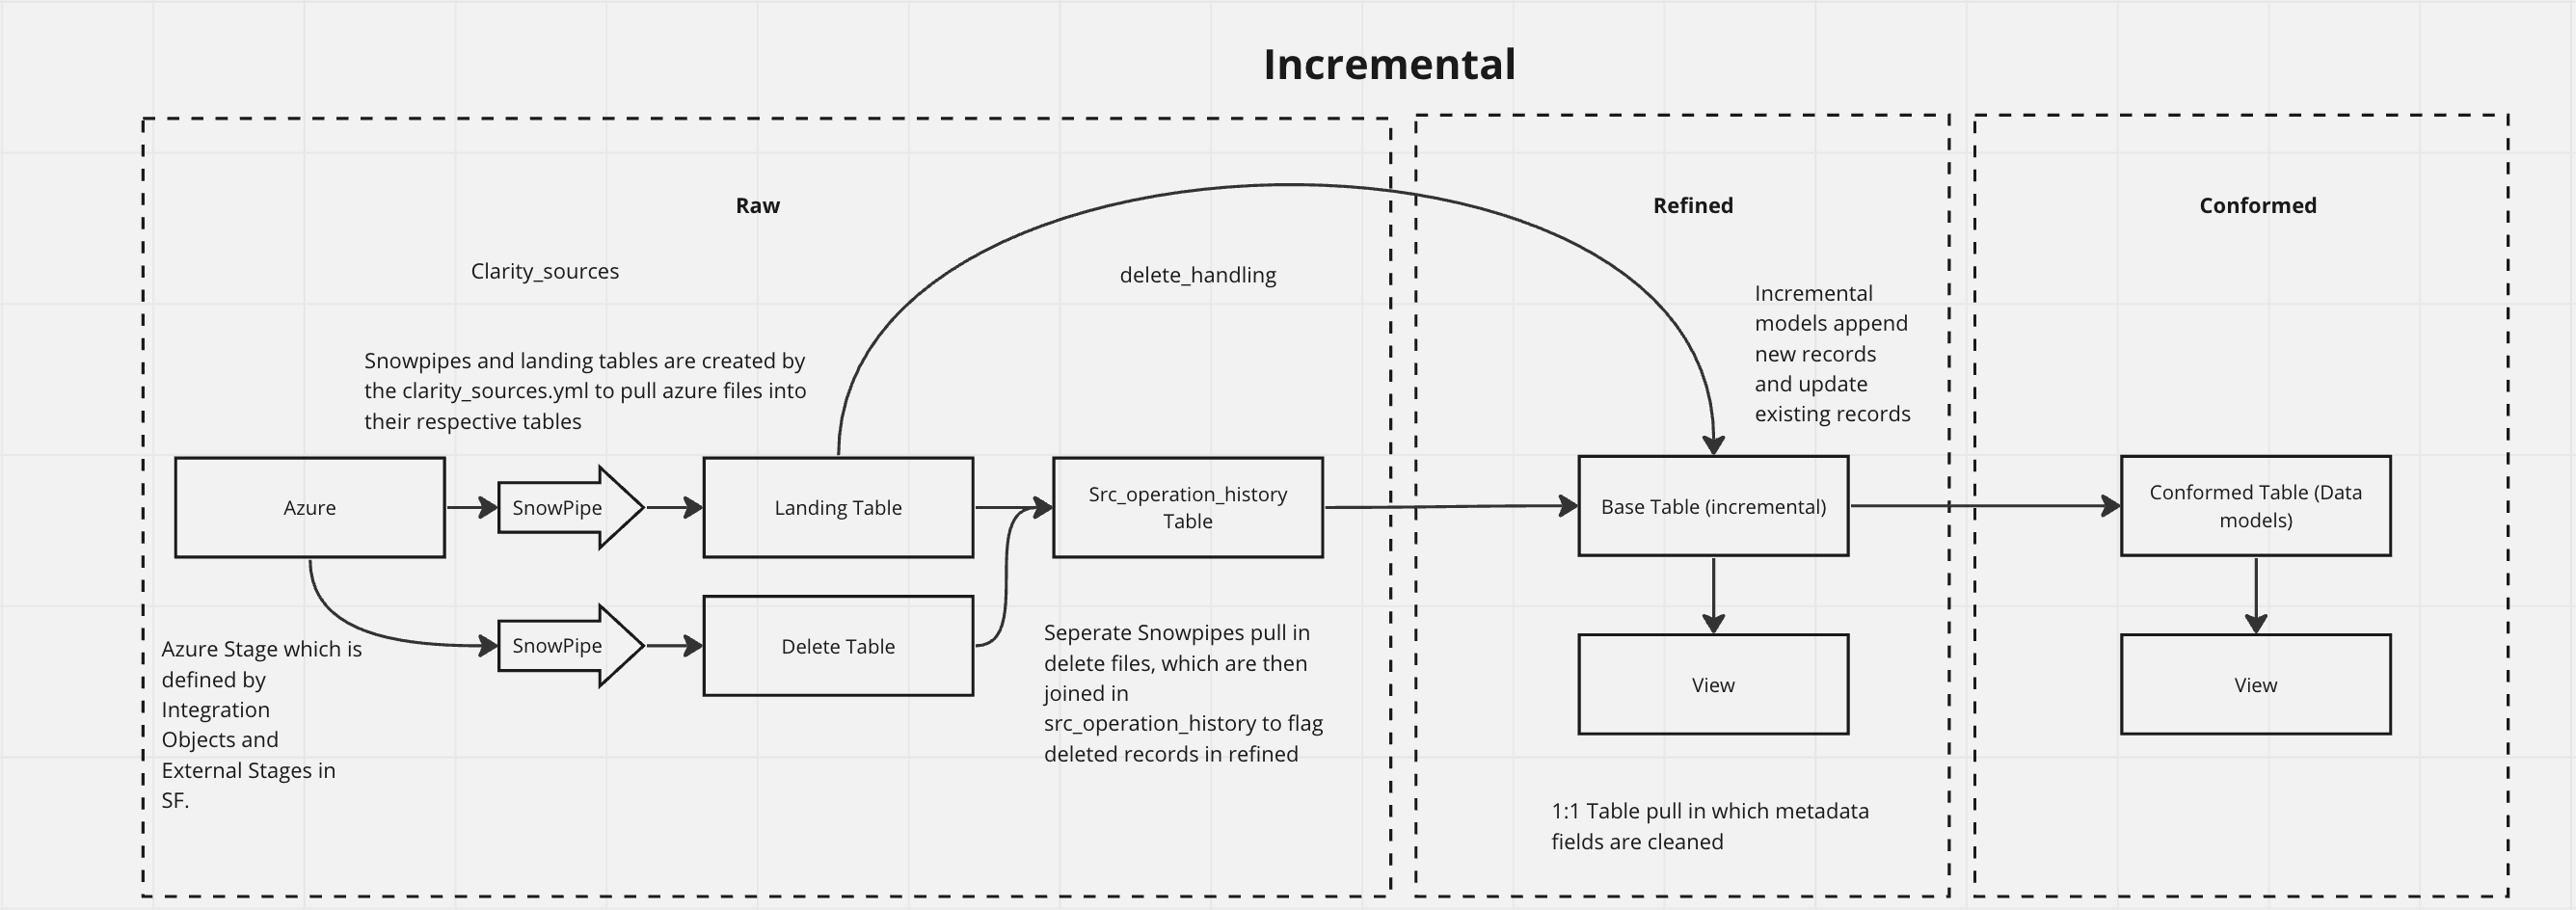 Incremental
Raw
Refined
Conformed
Clarity_sources
delete_handling
Snowpipes and landing tables are created by
the clarity_sources.yml to pull azure files into
their respective tables
Incremental
models append
new records
and update
existing records
Azure
SnowPipe
Landing Table
Src_operation_history
Table
Base Table (incremental)
Conformed Table (Data
models)
SnowPipe
Delete Table
View
View
Azure Stage which is
defined by
Integration
Objects and
External Stages in
SF.
Seperate Snowpipes pull in
delete files, which are then
joined in
src_operation_history to flag
deleted records in refined
1:1 Table pull in which metadata
fields are cleaned